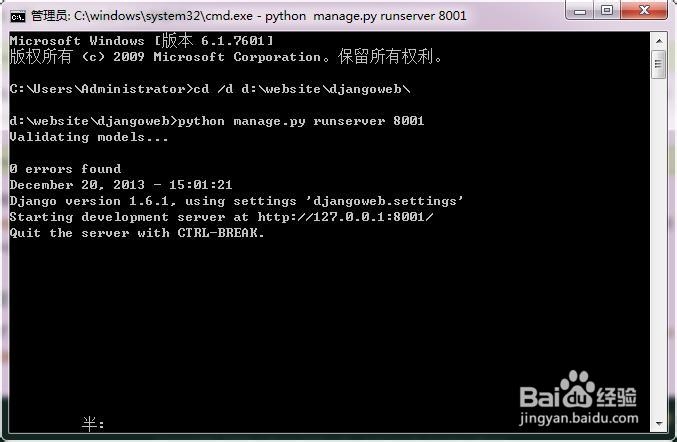 管理员: C:\windows\system32\cmd.exe - python  manage.py runserver 8001
Microsoft Windows [版本 6.1.7601]
版权所有 (c) 2009 Microsoft Corporation。保留所有权利。
C:\Users\Administrator>cd /d d:\website\djangoweb\
d:\website\djangoweb>python manage.py runserver 8001
Validating models...
0 errors found
December 20, 2013 - 15:01:21
Django version 1.6.1, using settings 'djangoweb.settings'
Starting development server at http://127.0.0.1:8001/
Quit the server with CTRL-BREAK.
半:
Bai du 经验
jingyan.baidu.com